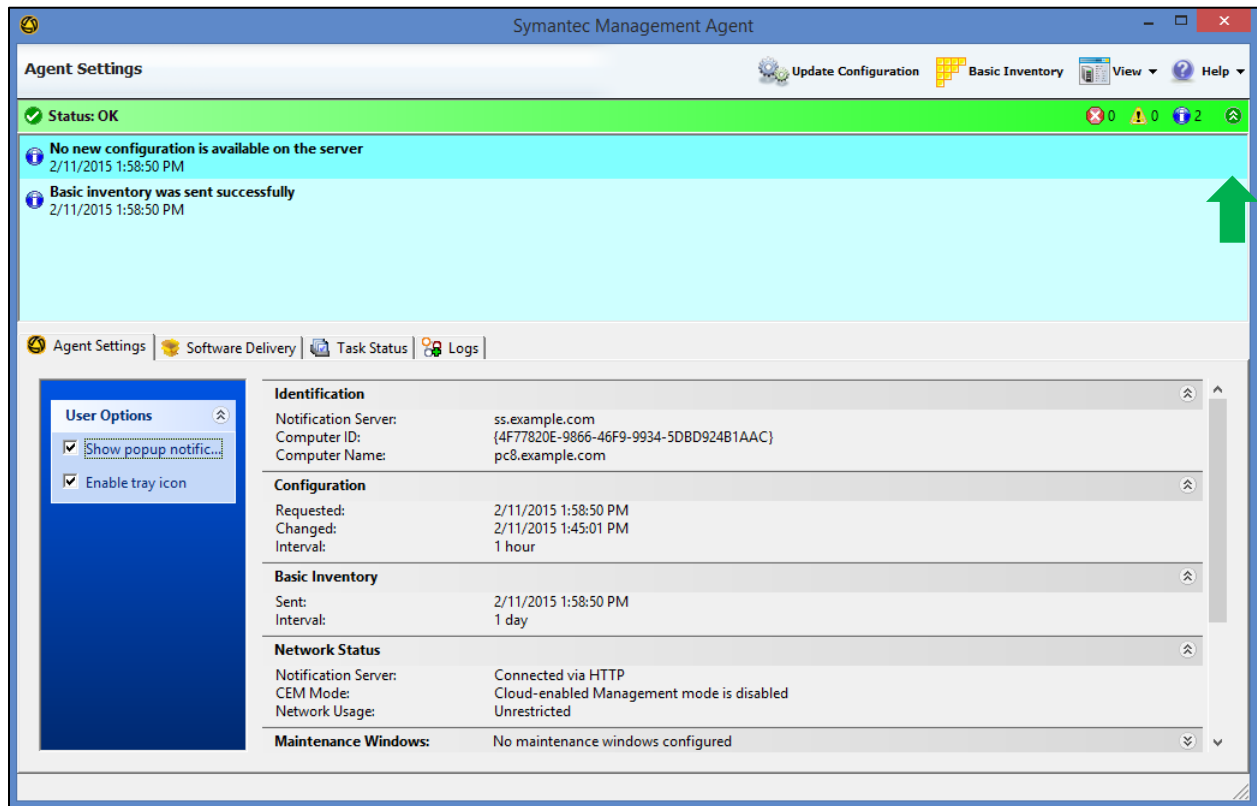 Symantec Management Agent
Agent Settings
Update Configuration
Basic Inventory
View
Help
Status: OK
0
0
2
No new configuration is available on the server
2/11/2015 1:58:50 PM
Basic inventory was sent successfully
2/11/2015 1:58:50 PM
Agent Settings
Software Delivery
Task Status
Logs
User Options
Show popup notific...
Enable tray icon
Identification
Notification Server: ss.example.com
Computer ID: {4F77820E-9866-46F9-9934-5DBD924B1AAC}
Computer Name: pc8.example.com
Configuration
Requested: 2/11/2015 1:58:50 PM
Changed: 2/11/2015 1:45:01 PM
Interval: 1 hour
Basic Inventory
Sent: 2/11/2015 1:58:50 PM
Interval: 1 day
Network Status
Notification Server: Connected via HTTP
CEM Mode: Cloud-enabled Management mode is disabled
Network Usage: Unrestricted
Maintenance Windows: No maintenance windows configured